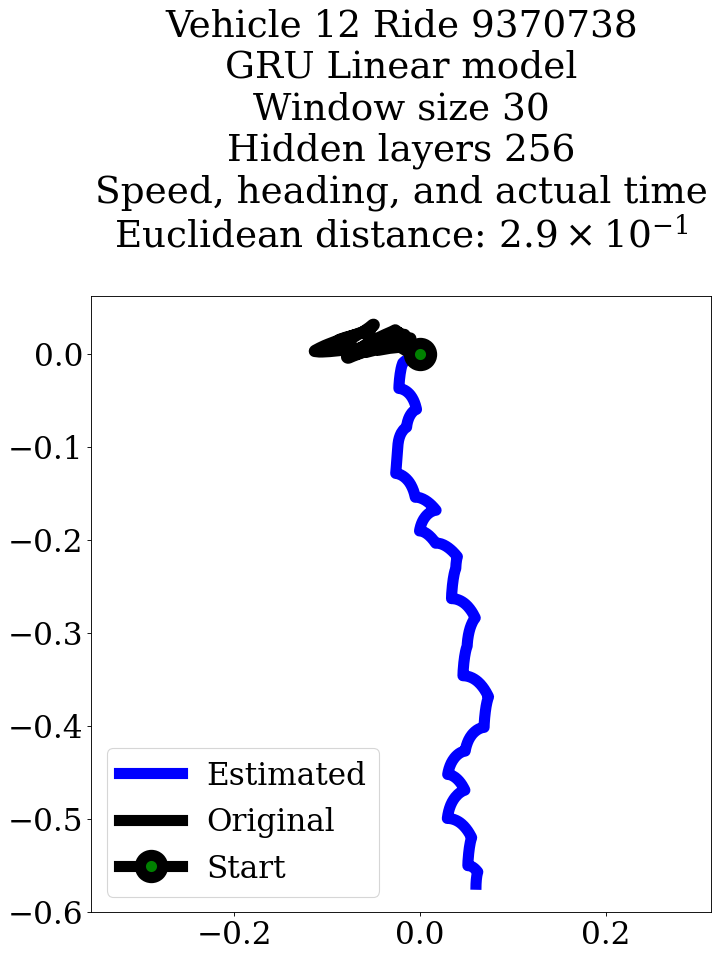 Vehicle 12 Ride 9370738
GRU Linear model
Window size 30
Hidden layers 256
Speed, heading, and actual time
Euclidean distance: 2.9 × 10⁻¹
0.0
−0.1
−0.2
−0.3
−0.4
−0.5
−0.6
Estimated
Original
Start
−0.2 0.0 0.2